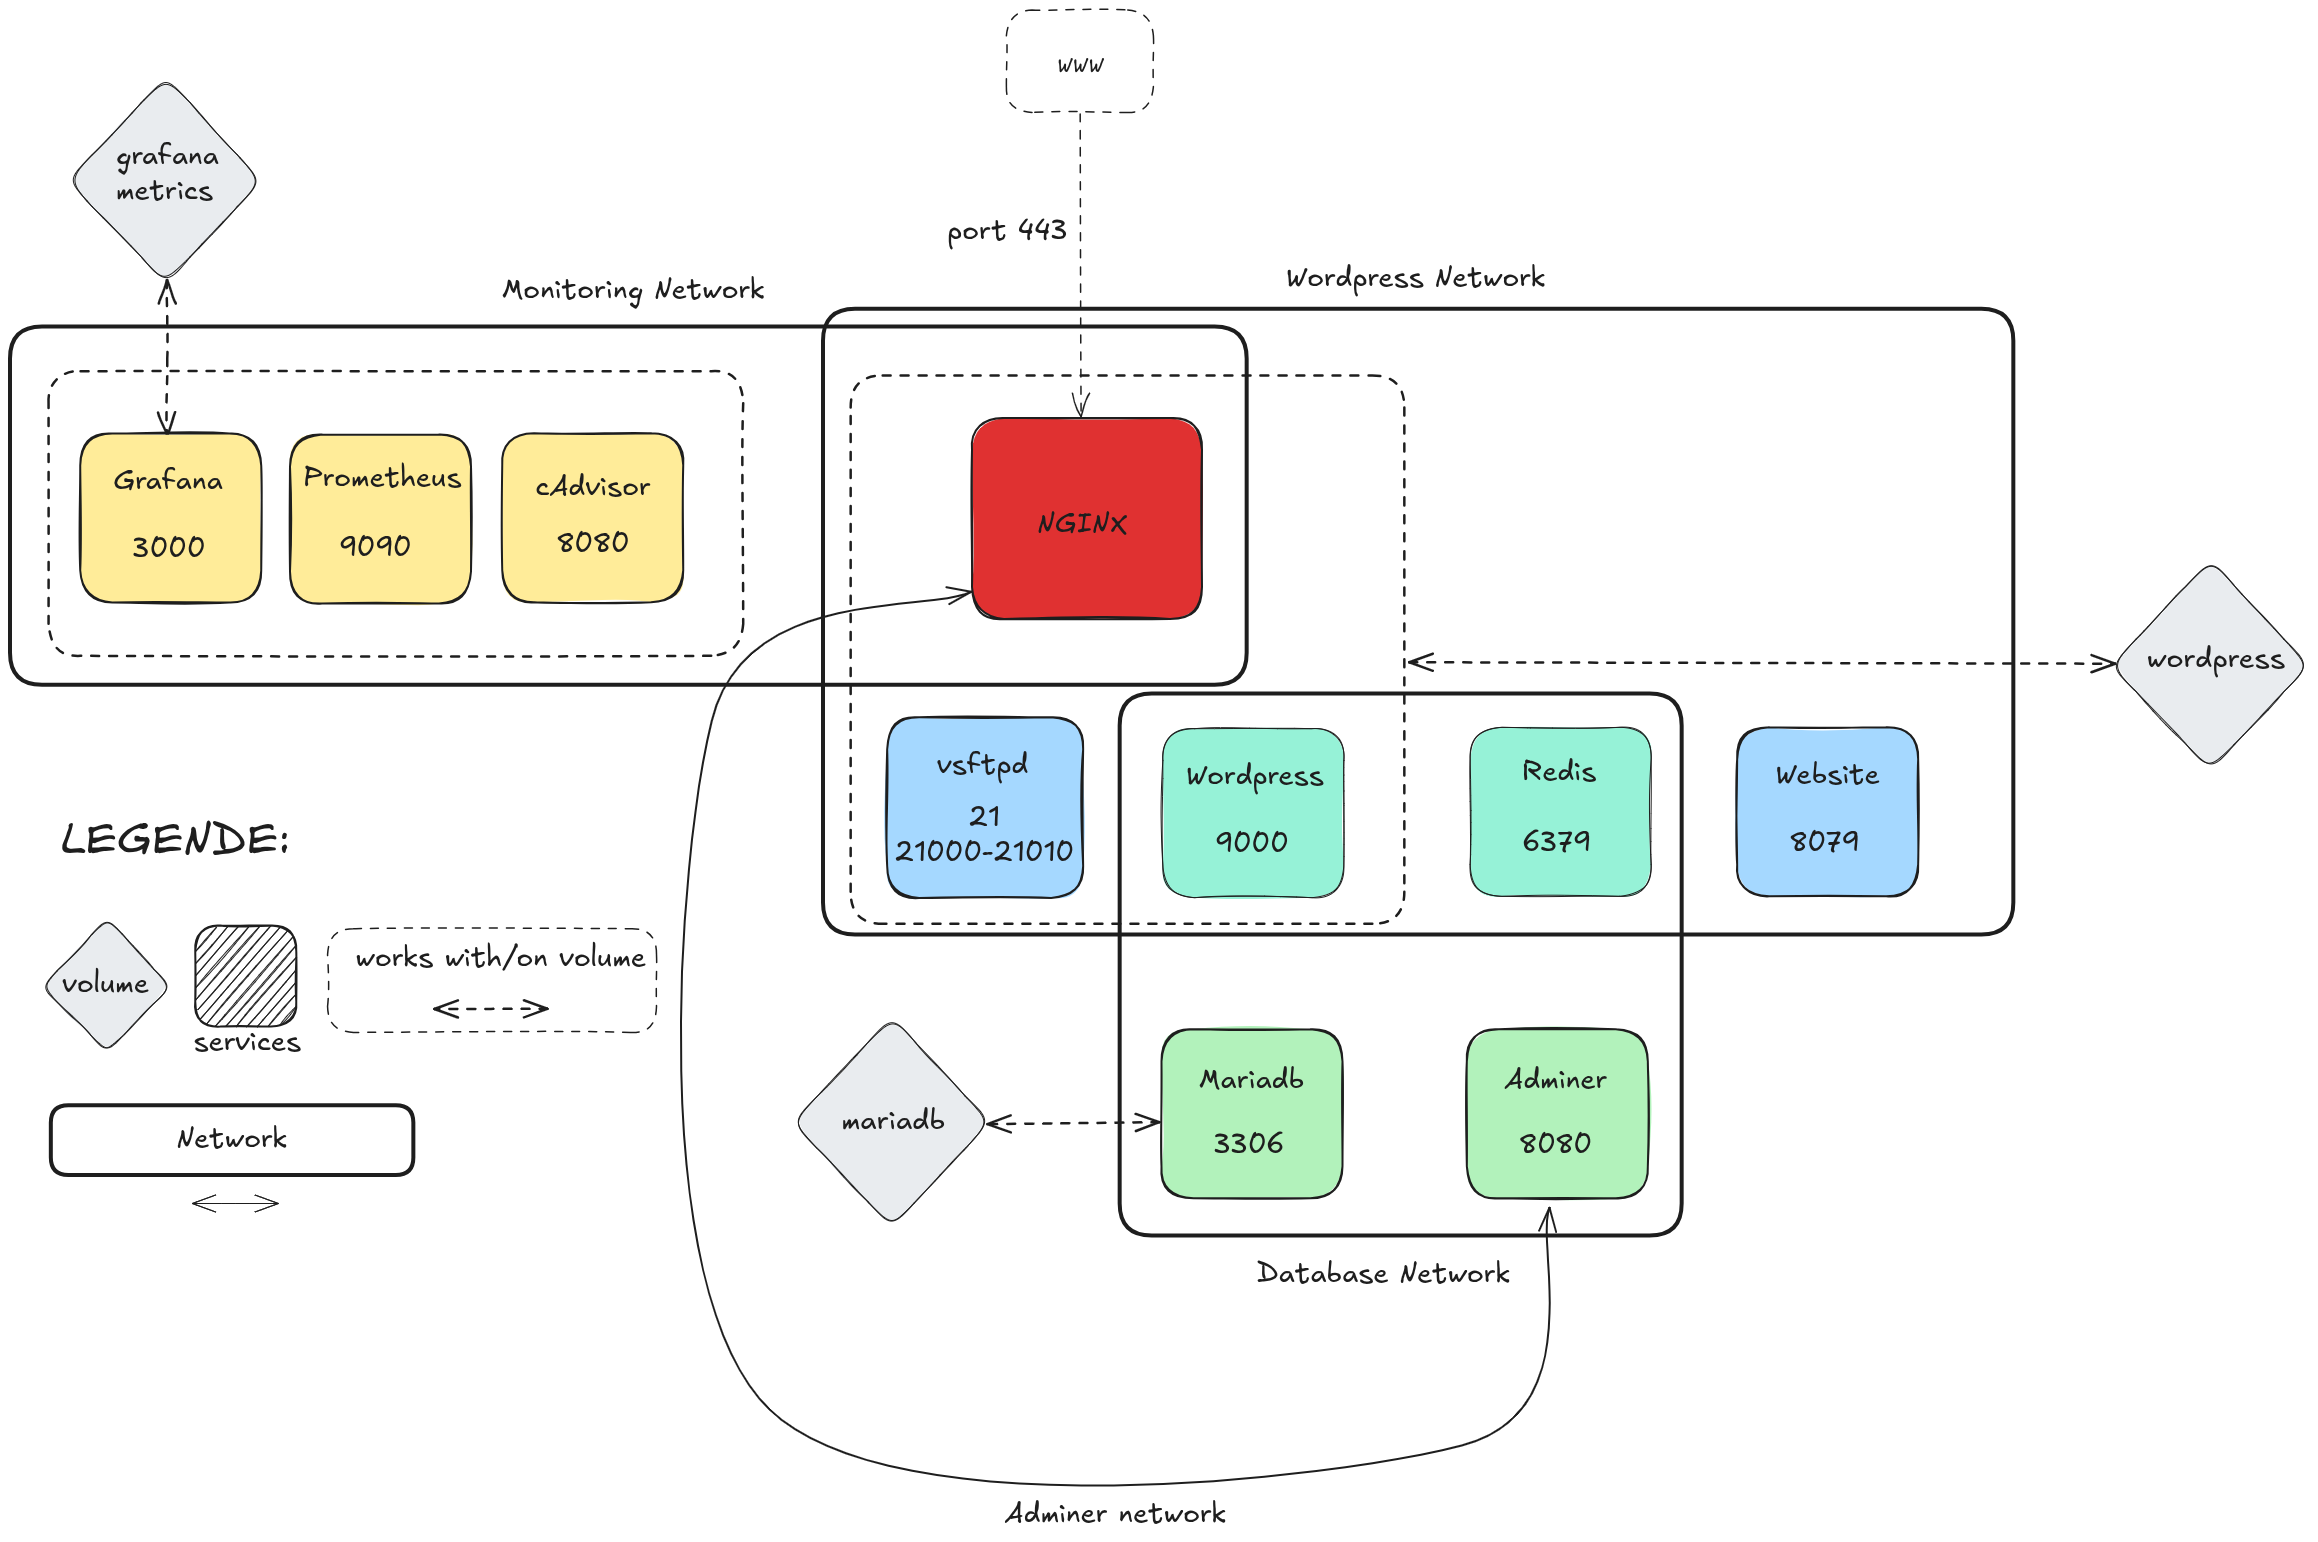 www
grafana
metrics
port 443
Monitoring Network
Wordpress Network
Grafana
3000
Prometheus
9090
cAdvisor
8080
NGINX
wordpress
vsftpd
21
21000-21010
Wordpress
9000
Redis
6379
Website
8079
LEGENDE:
volume
services
works with/on volume
Network
mariadb
Mariadb
3306
Adminer
8080
Database Network
Adminer network